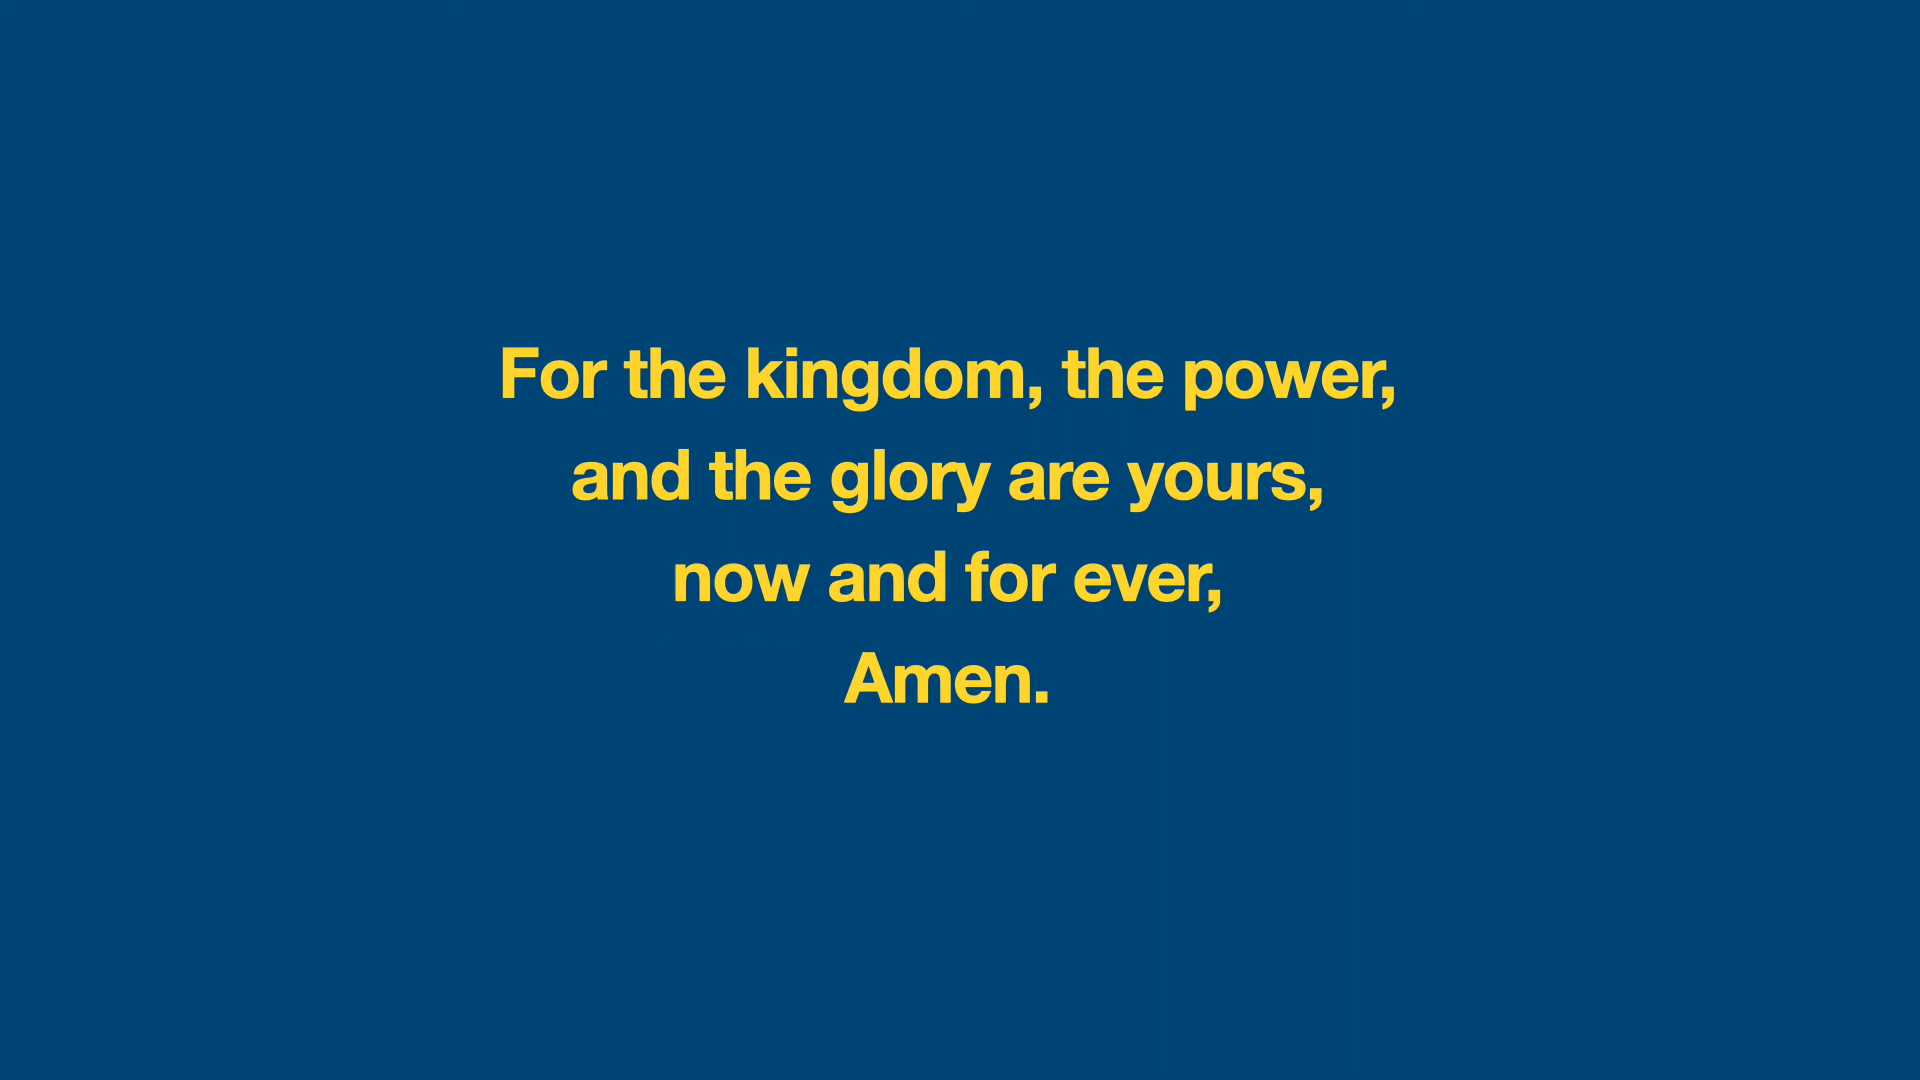 For the kingdom, the power,
and the glory are yours,
now and for ever,
Amen.